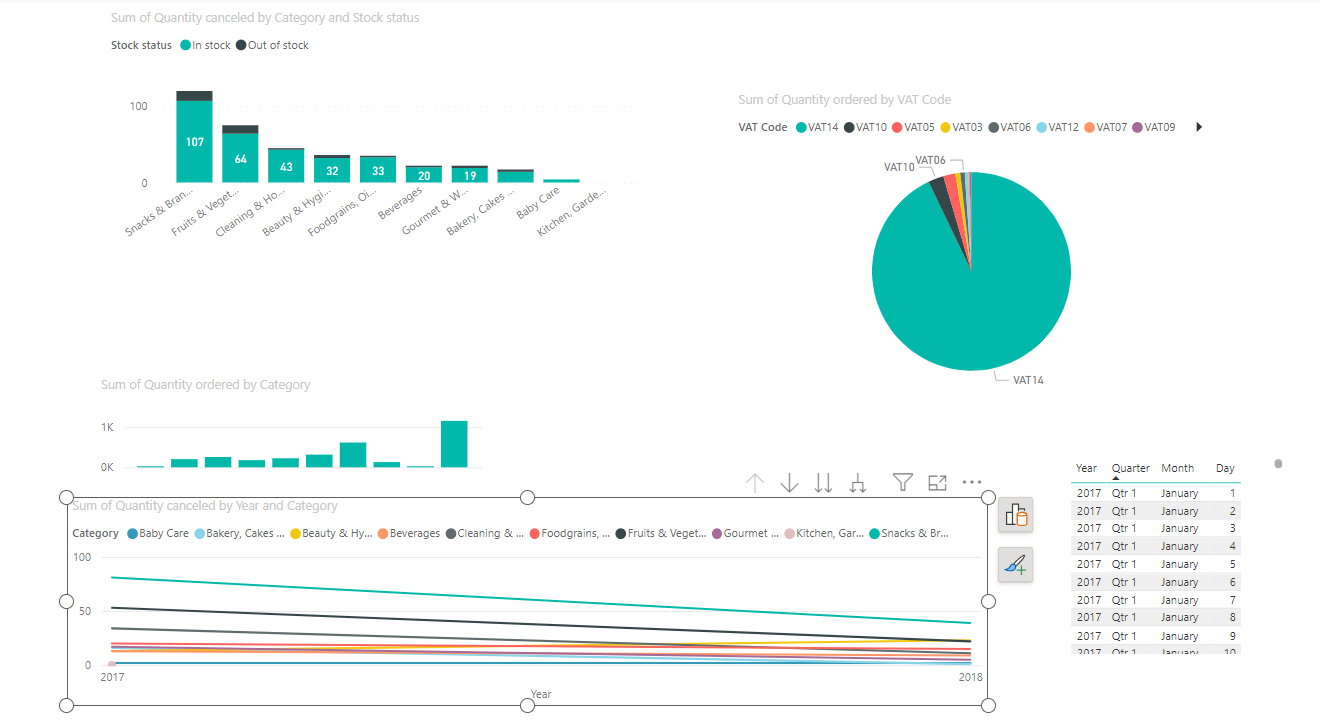 Sum of Quantity canceled by Category and Stock status
Stock status In stock Out of stock
100
0
107
64
43
32
33
20
19
Snacks & Bran...
Fruits & Veget...
Cleaning & Ho...
Beauty & Hygi...
Foodgrains, Oi...
Beverages
Gourmet & W...
Bakery, Cakes ...
Baby Care
Kitchen, Garde...
Sum of Quantity ordered by VAT Code
VAT Code VAT14 VAT10 VAT05 VAT03 VAT06 VAT12 VAT07 VAT09
VAT06
VAT10
VAT14
Sum of Quantity ordered by Category
1K
0K
Sum of Quantity canceled by Year and Category
Category Baby Care Bakery, Cakes ... Beauty & Hy... Beverages Cleaning & ... Foodgrains, ... Fruits & Veget... Gourmet ... Kitchen, Gar... Snacks & Br...
100
50
0
2017 2018
Year
Year Quarter Month Day
2017 Qtr 1 January 1
2017 Qtr 1 January 2
2017 Qtr 1 January 3
2017 Qtr 1 January 4
2017 Qtr 1 January 5
2017 Qtr 1 January 6
2017 Qtr 1 January 7
2017 Qtr 1 January 8
2017 Qtr 1 January 9
2017 Qtr 1 January 10